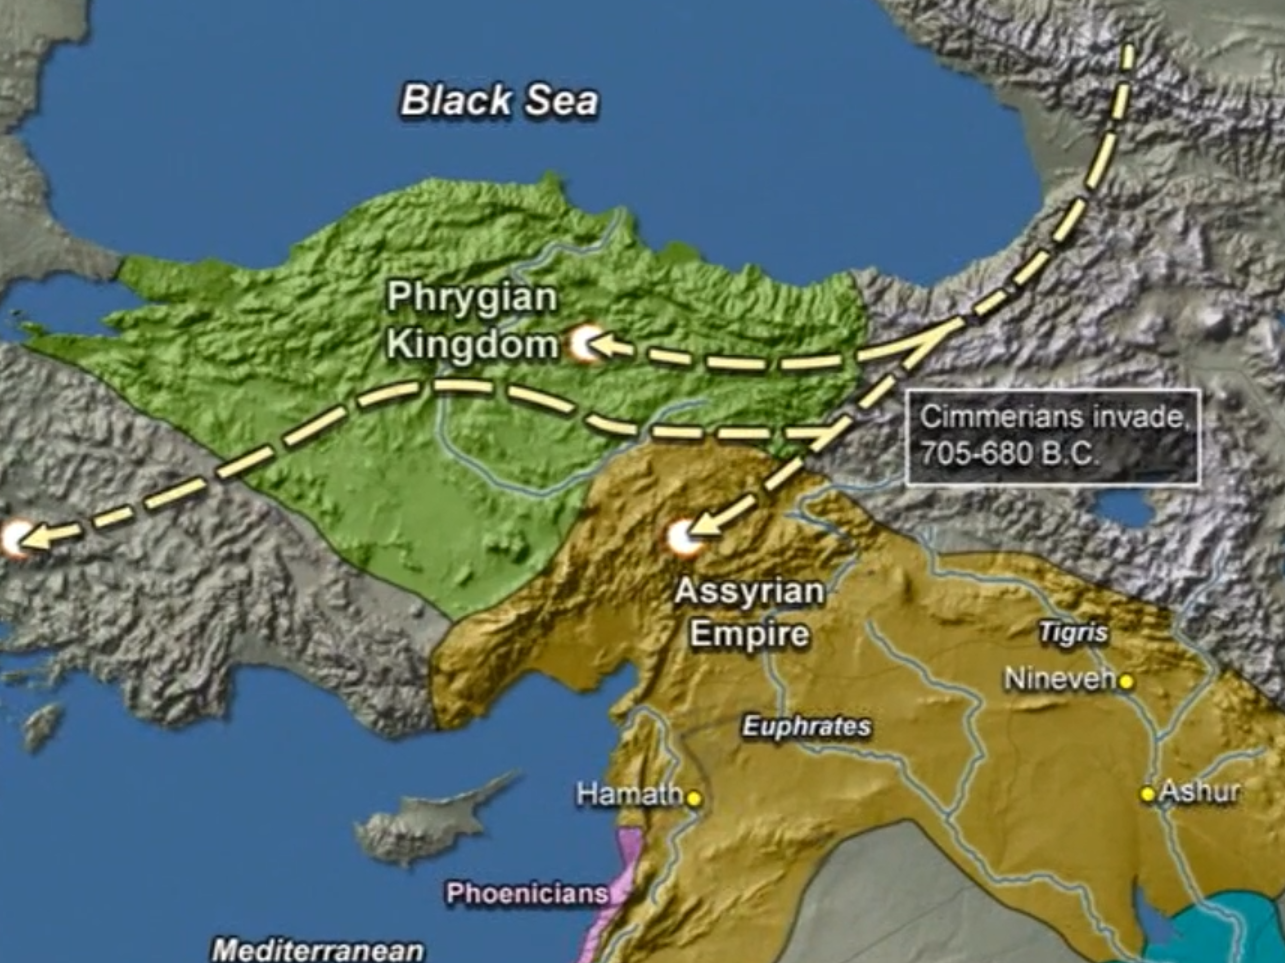 Black Sea
Phrygian
Kingdom
Cimmerians invade,
705-680 B.C.
Assyrian
Empire
Tigris
Nineveh
Euphrates
Hamath
Ashur
Phoenicians
Mediterranean